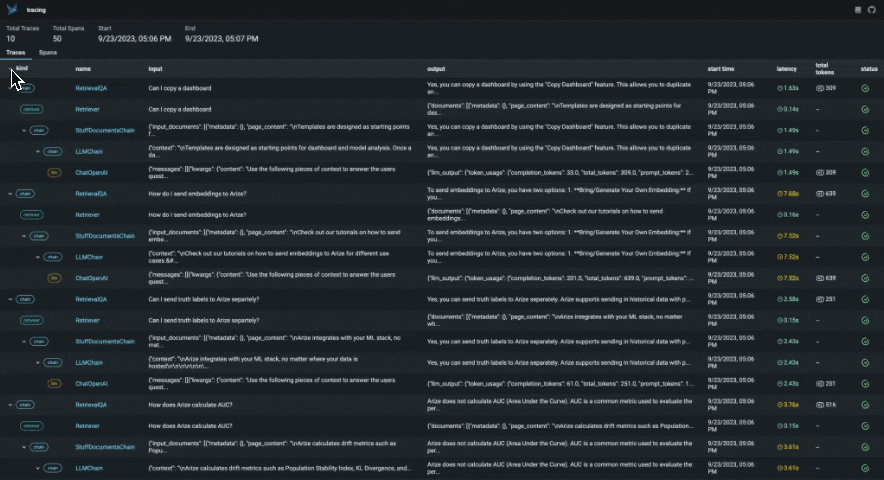 tracing
Total Traces Total Spans Start End
10 50 9/23/2023, 05:06 PM 9/23/2023, 05:07 PM
Traces Spans
kind name input output start time latency total tokens status
chain RetrievalQA Can I copy a dashboard Yes, you can copy a dashboard by using the "Copy Dashboard" feature. This allows you to duplicate an... 9/23/2023, 05:06 PM 1.63s 309
retriever Retriever Can I copy a dashboard {"documents": [{"metadata": {}, "page_content": "\nTemplates are designed as starting points for das... 9/23/2023, 05:06 PM 0.14s --
chain StuffDocumentsChain {"input_documents": [{"metadata": {}, "page_content": "\nTemplates are designed as starting points f... Yes, you can copy a dashboard by using the "Copy Dashboard" feature. This allows you to duplicate an... 9/23/2023, 05:06 PM 1.49s --
chain LLMChain {"context": "\nTemplates are designed as starting points for dashboard and model analysis. Once a da... Yes, you can copy a dashboard by using the "Copy Dashboard" feature. This allows you to duplicate an... 9/23/2023, 05:06 PM 1.49s --
llm ChatOpenAI {"messages": [{"kwargs": {"content": "Use the following pieces of context to answer the users quest... {"llm_output": {"token_usage": {"completion_tokens": 33.0, "total_tokens": 309.0, "prompt_tokens": 2... 9/23/2023, 05:06 PM 1.49s 309
chain RetrievalQA How do I send embeddings to Arize? To send embeddings to Arize, you have two options: 1. **Bring/Generate Your Own Embedding:** If you... 9/23/2023, 05:06 PM 7.68s 639
retriever Retriever How do I send embeddings to Arize? {"documents": [{"metadata": {}, "page_content": "\nCheck out our tutorials on how to send embeddings... 9/23/2023, 05:06 PM 0.16s --
chain StuffDocumentsChain {"input_documents": [{"metadata": {}, "page_content": "\nCheck out our tutorials on how to send embe... To send embeddings to Arize, you have two options: 1. **Bring/Generate Your Own Embedding:** If you... 9/23/2023, 05:06 PM 7.52s --
chain LLMChain {"context": "\nCheck out our tutorials on how to send embeddings to Arize for different use cases.&#... To send embeddings to Arize, you have two options: 1. **Bring/Generate Your Own Embedding:** If you... 9/23/2023, 05:06 PM 7.52s --
llm ChatOpenAI {"messages": [{"kwargs": {"content": "Use the following pieces of context to answer the users quest... {"llm_output": {"token_usage": {"completion_tokens": 201.0, "total_tokens": 639.0, "prompt_tokens": ... 9/23/2023, 05:06 PM 7.52s 639
chain RetrievalQA Can I send truth labels to Arize separtely? Yes, you can send truth labels to Arize separately. Arize supports sending in historical data with p... 9/23/2023, 05:06 PM 2.58s 251
retriever Retriever Can I send truth labels to Arize separtely? {"documents": [{"metadata": {}, "page_content": "\nArize integrates with your ML stack, no matter wh... 9/23/2023, 05:06 PM 0.15s --
chain StuffDocumentsChain {"input_documents": [{"metadata": {}, "page_content": "\nArize integrates with your ML stack, no mat... Yes, you can send truth labels to Arize separately. Arize supports sending in historical data with p... 9/23/2023, 05:06 PM 2.43s --
chain LLMChain {"context": "\nArize integrates with your ML stack, no matter where your data is Yes, you can send truth labels to Arize separately. Arize supports sending in historical data with p... 9/23/2023, 05:06 PM 2.43s --
llm ChatOpenAI {"messages": [{"kwargs": {"content": "Use the following pieces of context to answer the users quest... {"llm_output": {"token_usage": {"completion_tokens": 61.0, "total_tokens": 251.0, "prompt_tokens": 1... 9/23/2023, 05:06 PM 2.43s 251
chain RetrievalQA How does Arize calculate AUC? Arize does not calculate AUC (Area Under the Curve). AUC is a common metric used to evaluate the per... 9/23/2023, 05:06 PM 3.76s 516
retriever Retriever How does Arize calculate AUC? {"documents": [{"metadata": {}, "page_content": "\nArize calculates drift metrics such as Population... 9/23/2023, 05:06 PM 0.15s --
chain StuffDocumentsChain {"input_documents": [{"metadata": {}, "page_content": "\nArize calculates drift metrics such as Popu... Arize does not calculate AUC (Area Under the Curve). AUC is a common metric used to evaluate the per... 9/23/2023, 05:06 PM 3.61s --
chain LLMChain {"context": "\nArize calculates drift metrics such as Population Stability Index, KL Divergence, and... Arize does not calculate AUC (Area Under the Curve). AUC is a common metric used to evaluate the per... 9/23/2023, 05:06 PM 3.61s --